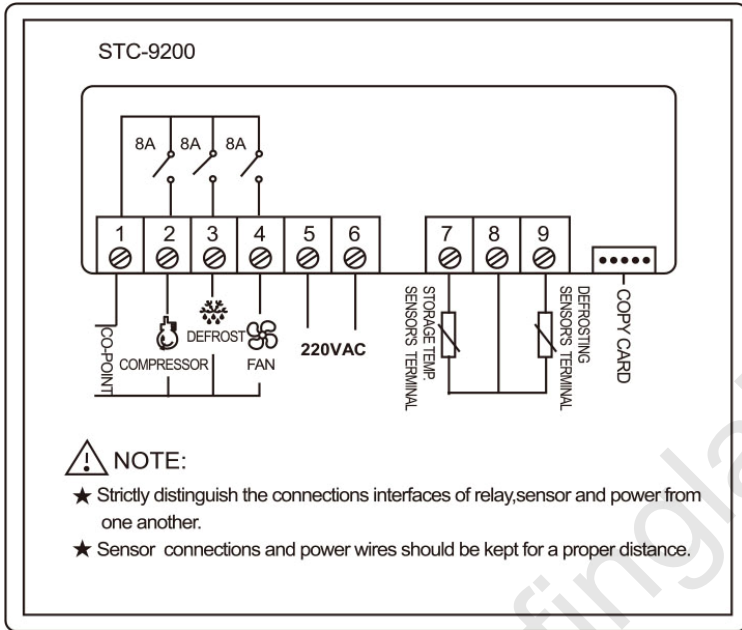 STC-9200
8A 8A 8A
1 2 3 4 5 6 7 8 9
CO-POINT
COMPRESSOR
DEFROST
FAN
220VAC
STORAGE TEMP.
SENSOR'S TERMINAL
DEFROSTING
SENSOR'S TERMINAL
COPY CARD
NOTE:
★ Strictly distinguish the connections interfaces of relay,sensor and power from
one another.
★ Sensor connections and power wires should be kept for a proper distance.